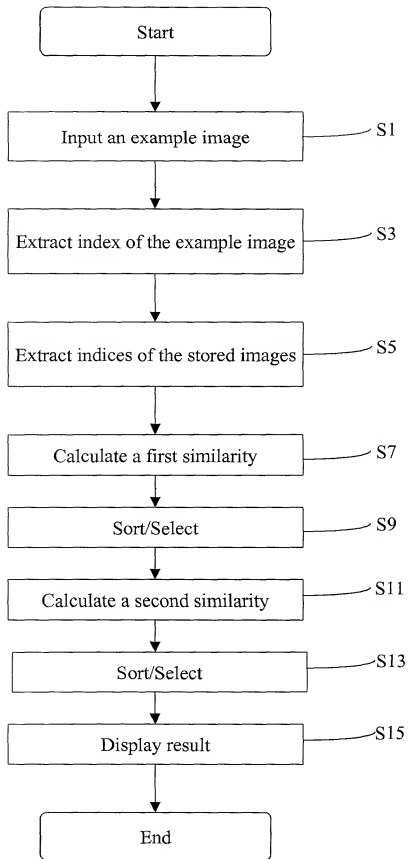 Start
Input an example image
S1
Extract index of the example image
S3
Extract indices of the stored images
S5
Calculate a first similarity
S7
Sort/Select
S9
Calculate a second similarity
S11
Sort/Select
S13
Display result
S15
End